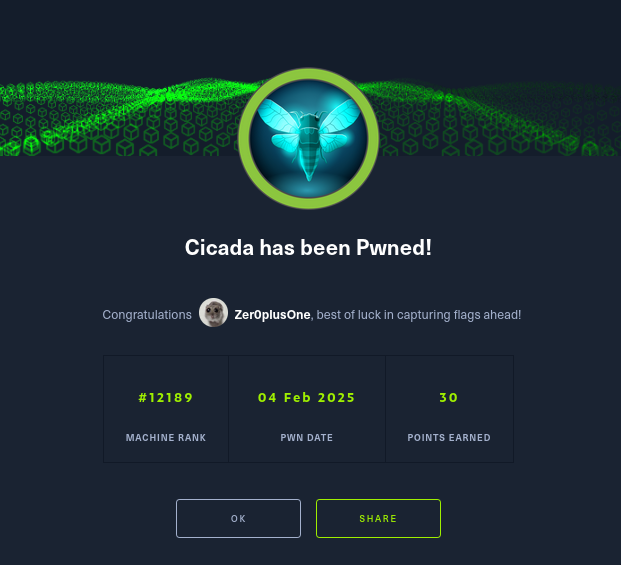 Cicada has been Pwned!
Congratulations Zer0plusOne, best of luck in capturing flags ahead!
#12189 04 Feb 2025 30
MACHINE RANK PWN DATE POINTS EARNED
OK SHARE